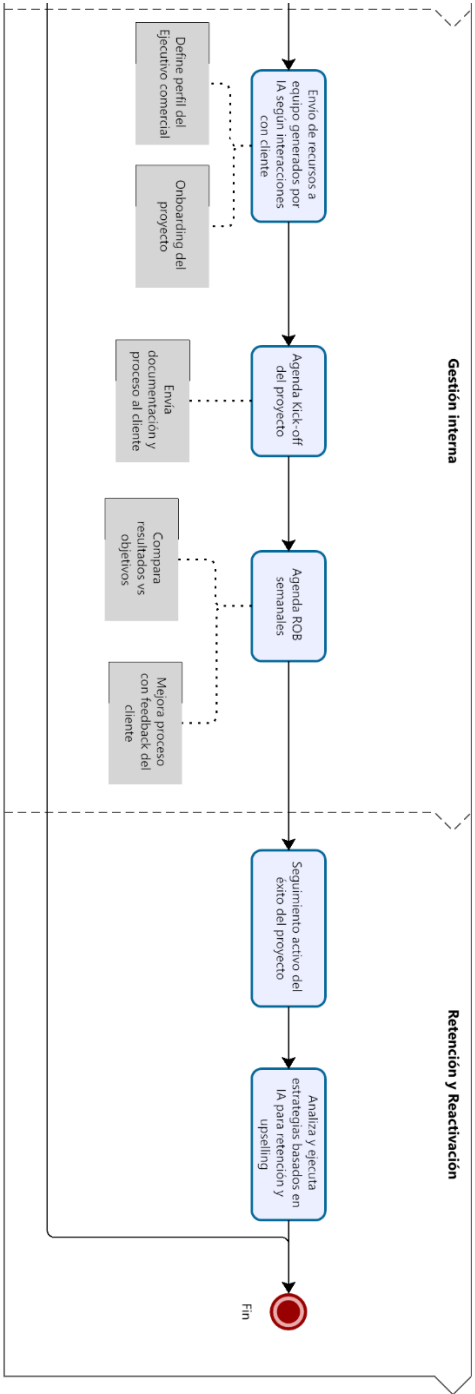 Gestión interna
Envío de recursos a
equipo generados por
IA según interacciones
con cliente
Define perfil del
Ejecutivo comercial
Onboarding del
proyecto
Agenda Kick-off
del proyecto
Envía
documentación y
proceso al cliente
Agenda ROB
semanales
Compara
resultados vs
objetivos
Mejora proceso
con feedback del
cliente
Retención y Reactivación
Seguimiento activo del
éxito del proyecto
Analiza y ejecuta
estrategias basados en
IA para retención y
upselling
Fin